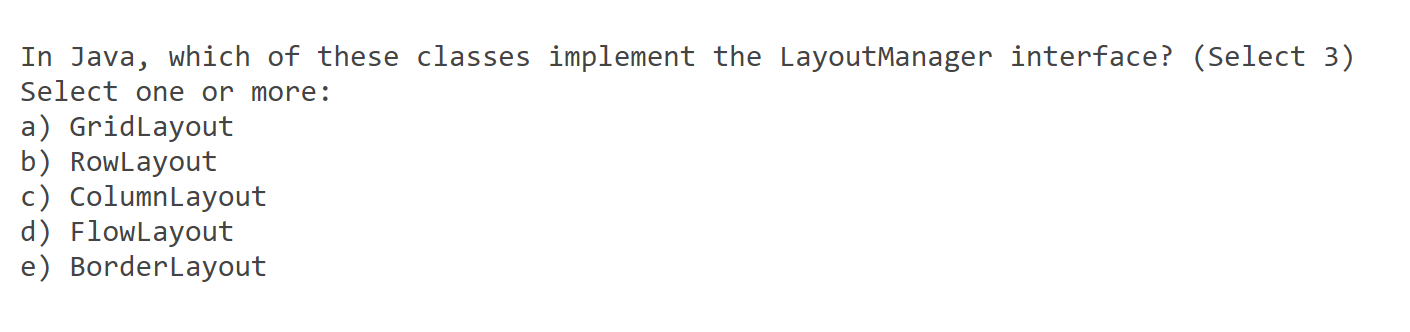 In Java, which of these classes implement the LayoutManager interface? (Select 3)
Select one or more:
a) GridLayout
b) RowLayout
c) ColumnLayout
d) FlowLayout
e) BorderLayout